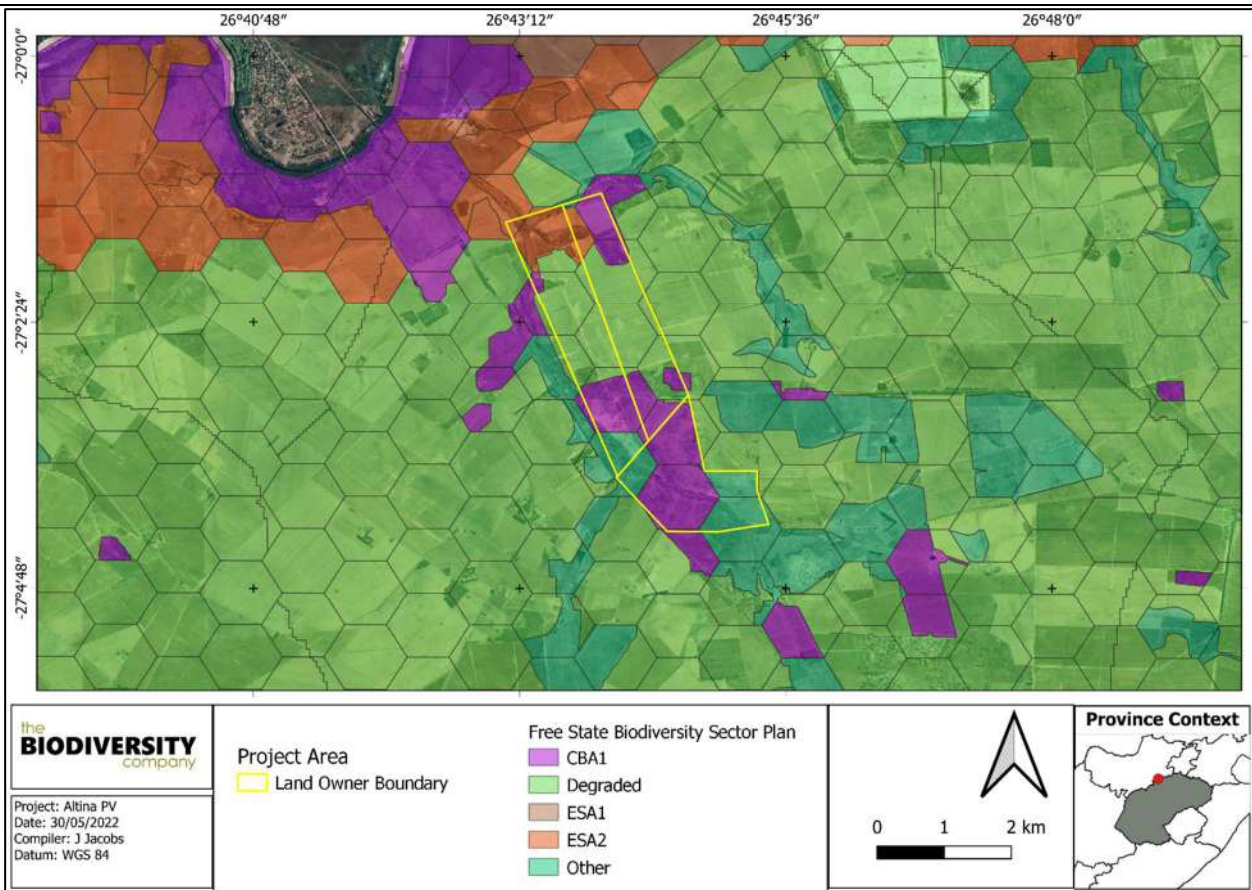 26°40′48″ 26°43′12″ 26°45′36″ 26°48′0″
-27°0′0″
-27°2′24″
-27°4′48″
the
BIODIVERSITY
company
Project: Altina PV
Date: 30/05/2022
Compiler: J Jacobs
Datum: WGS 84
Project Area
Land Owner Boundary
Free State Biodiversity Sector Plan
CBA1
Degraded
ESA1
ESA2
Other
0 1 2 km
Province Context